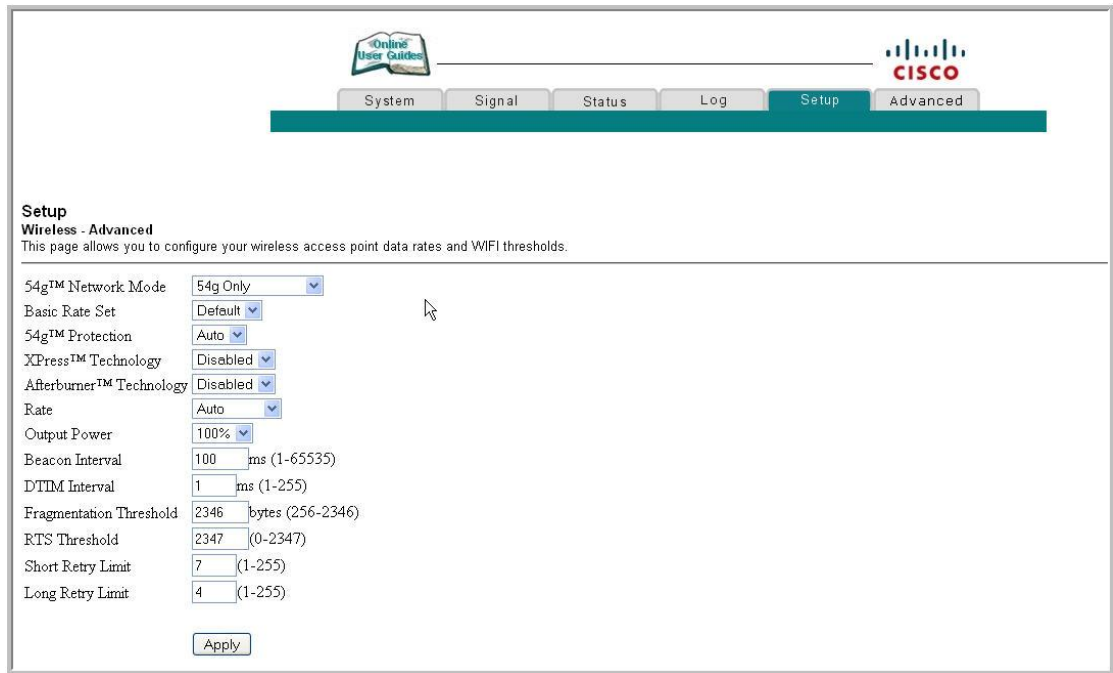 Online
User Guides
CISCO
System Signal Status Log Setup Advanced
Setup
Wireless - Advanced
This page allows you to configure your wireless access point data rates and WIFI thresholds.
54g™ Network Mode 54g Only
Basic Rate Set Default
54g™ Protection Auto
XPress™ Technology Disabled
Afterburner™ Technology Disabled
Rate Auto
Output Power 100%
Beacon Interval 100 ms (1-65535)
DTIM Interval 1 ms (1-255)
Fragmentation Threshold 2346 bytes (256-2346)
RTS Threshold 2347 (0-2347)
Short Retry Limit 7 (1-255)
Long Retry Limit 4 (1-255)
Apply